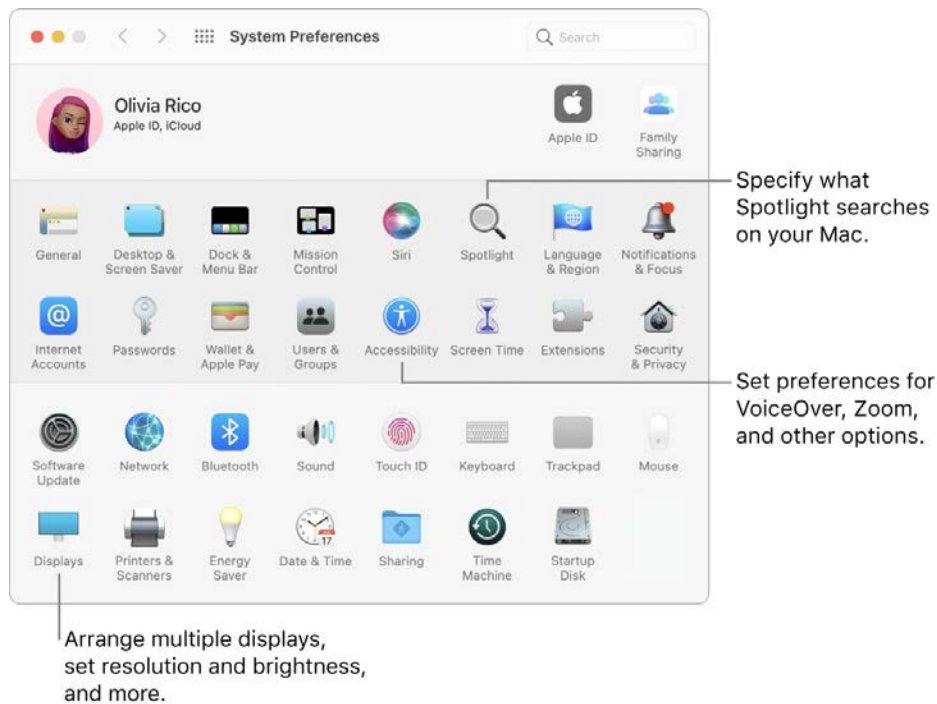 System Preferences
Search
Olivia Rico
Apple ID, iCloud
Apple ID
Family
Sharing
Specify what
Spotlight searches
on your Mac.
General
Desktop &
Screen Saver
Dock &
Menu Bar
Mission
Control
Siri
Spotlight
Language
& Region
Notifications
& Focus
Internet
Accounts
Passwords
Wallet &
Apple Pay
Users &
Groups
Accessibility
Screen Time
Extensions
Security
& Privacy
Set preferences for
VoiceOver, Zoom,
and other options.
Software
Update
Network
Bluetooth
Sound
Touch ID
Keyboard
Trackpad
Mouse
Displays
Printers &
Scanners
Energy
Saver
17
Date & Time
Sharing
Time
Machine
Startup
Disk
Arrange multiple displays,
set resolution and brightness,
and more.